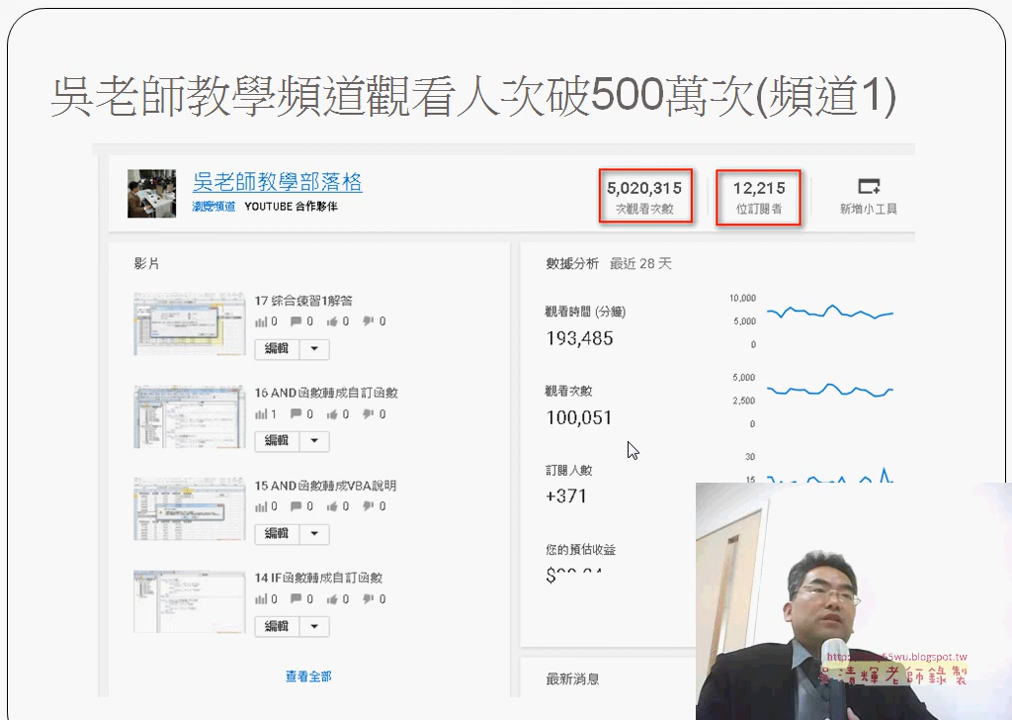 吳老師教學頻道觀看人次破500萬次(頻道1)
吳老師教學部落格
瀏覽頻道 YOUTUBE 合作夥伴
5,020,315
次觀看次數
12,215
位訂閱者
新增小工具
影片
17 綜合練習1解答
0 0 0 0
編輯
16 AND函數轉成自訂函數
1 0 0 0
編輯
15 AND函數轉成VBA說明
0 0 0 0
編輯
14 IF函數轉成自訂函數
0 0 0 0
編輯
查看全部
數據分析 最近 28 天
觀看時間 (分鐘)
193,485
10,000
5,000
0
觀看次數
100,051
5,000
2,500
0
訂閱人數
+371
30
15
您的預估收益
最新消息
吳清輝老師錄製